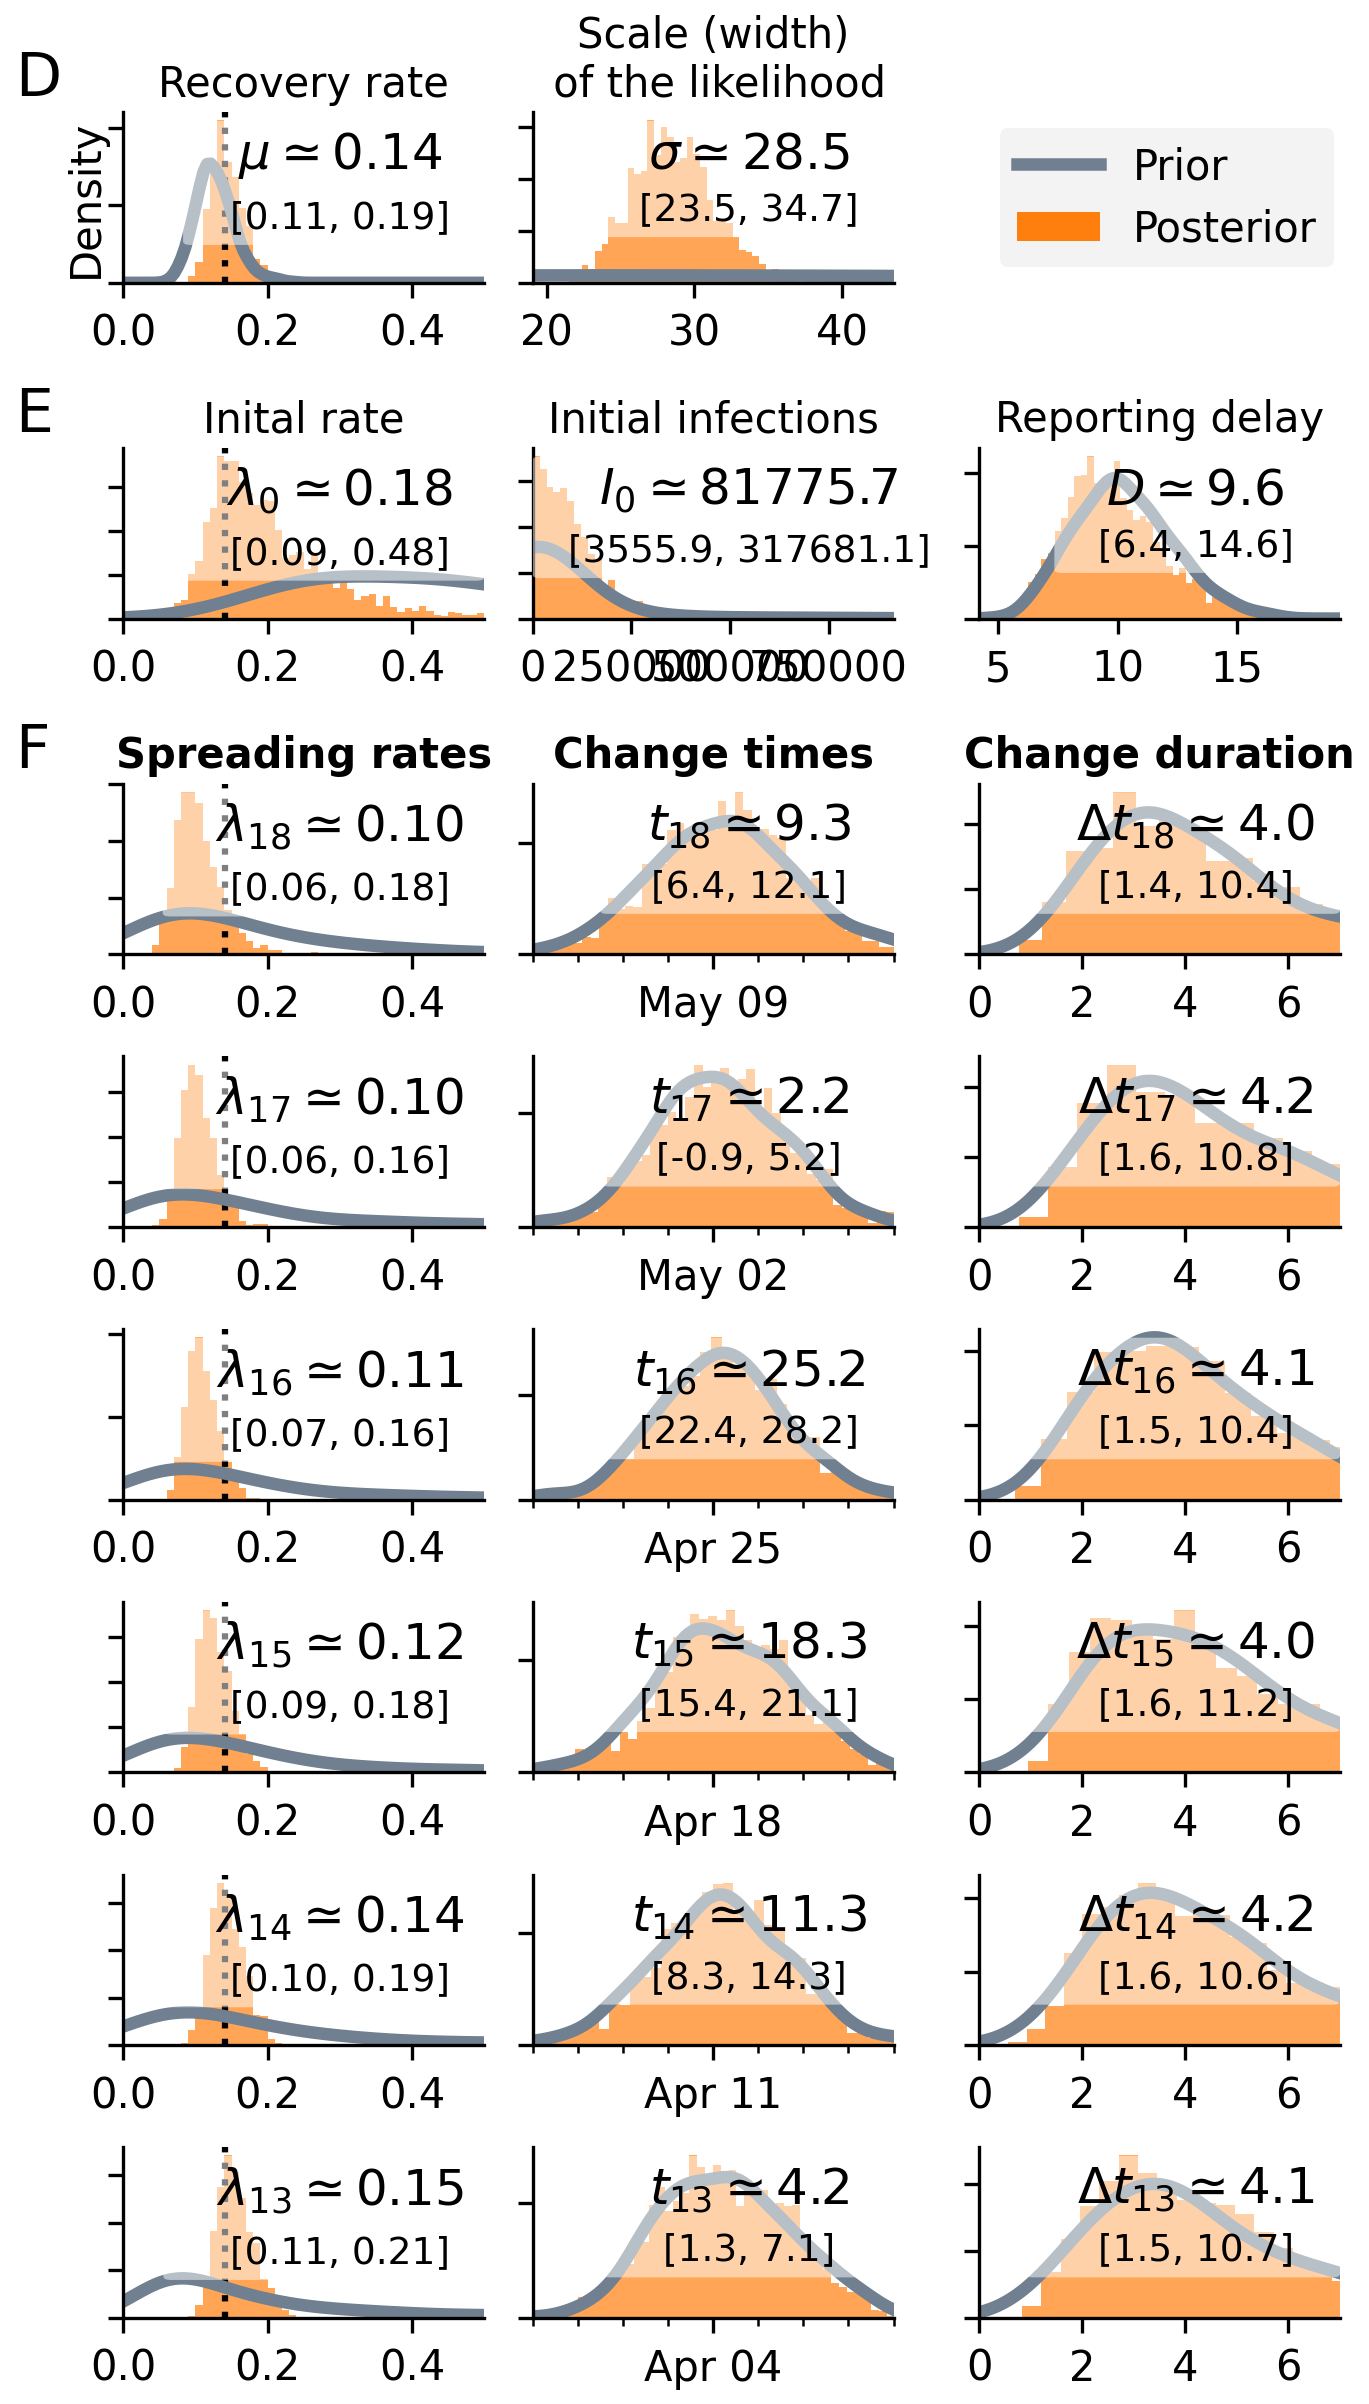 D
Recovery rate
Scale (width)
of the likelihood
Density
μ ≃ 0.14
[0.11, 0.19]
0.0 0.2 0.4
σ ≃ 28.5
[23.5, 34.7]
20 30 40
Prior
Posterior
E
Inital rate
λ0 ≃ 0.18
[0.09, 0.48]
0.0 0.2 0.4
Initial infections
I0 ≃ 81775.7
[3555.9, 317681.1]
0 250000 500000 750000
Reporting delay
D ≃ 9.6
[6.4, 14.6]
5 10 15
F
Spreading rates Change times Change duration
λ18 ≃ 0.10
[0.06, 0.18]
0.0 0.2 0.4
t18 ≃ 9.3
[6.4, 12.1]
May 09
Δt18 ≃ 4.0
[1.4, 10.4]
0 2 4 6
λ17 ≃ 0.10
[0.06, 0.16]
0.0 0.2 0.4
t17 ≃ 2.2
[-0.9, 5.2]
May 02
Δt17 ≃ 4.2
[1.6, 10.8]
0 2 4 6
λ16 ≃ 0.11
[0.07, 0.16]
0.0 0.2 0.4
t16 ≃ 25.2
[22.4, 28.2]
Apr 25
Δt16 ≃ 4.1
[1.5, 10.4]
0 2 4 6
λ15 ≃ 0.12
[0.09, 0.18]
0.0 0.2 0.4
t15 ≃ 18.3
[15.4, 21.1]
Apr 18
Δt15 ≃ 4.0
[1.6, 11.2]
0 2 4 6
λ14 ≃ 0.14
[0.10, 0.19]
0.0 0.2 0.4
t14 ≃ 11.3
[8.3, 14.3]
Apr 11
Δt14 ≃ 4.2
[1.6, 10.6]
0 2 4 6
λ13 ≃ 0.15
[0.11, 0.21]
0.0 0.2 0.4
t13 ≃ 4.2
[1.3, 7.1]
Apr 04
Δt13 ≃ 4.1
[1.5, 10.7]
0 2 4 6